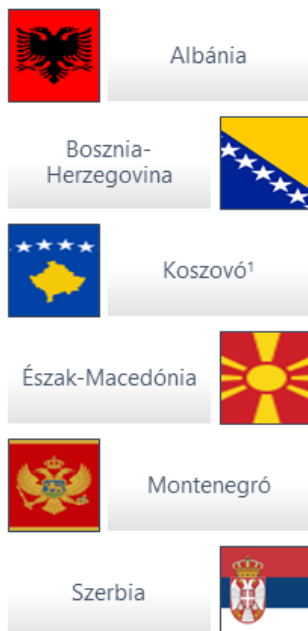 Albánia
Bosznia-
Herzegovina
Koszovó¹
Észak-Macedónia
Montenegró
Szerbia